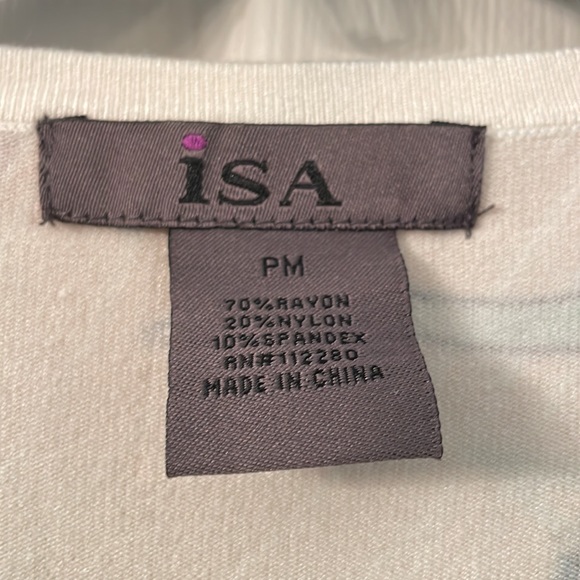 iSA
PM
70%RAYON
20%NYLON
10%SPANDEX
RN#112280
MADE IN CHINA